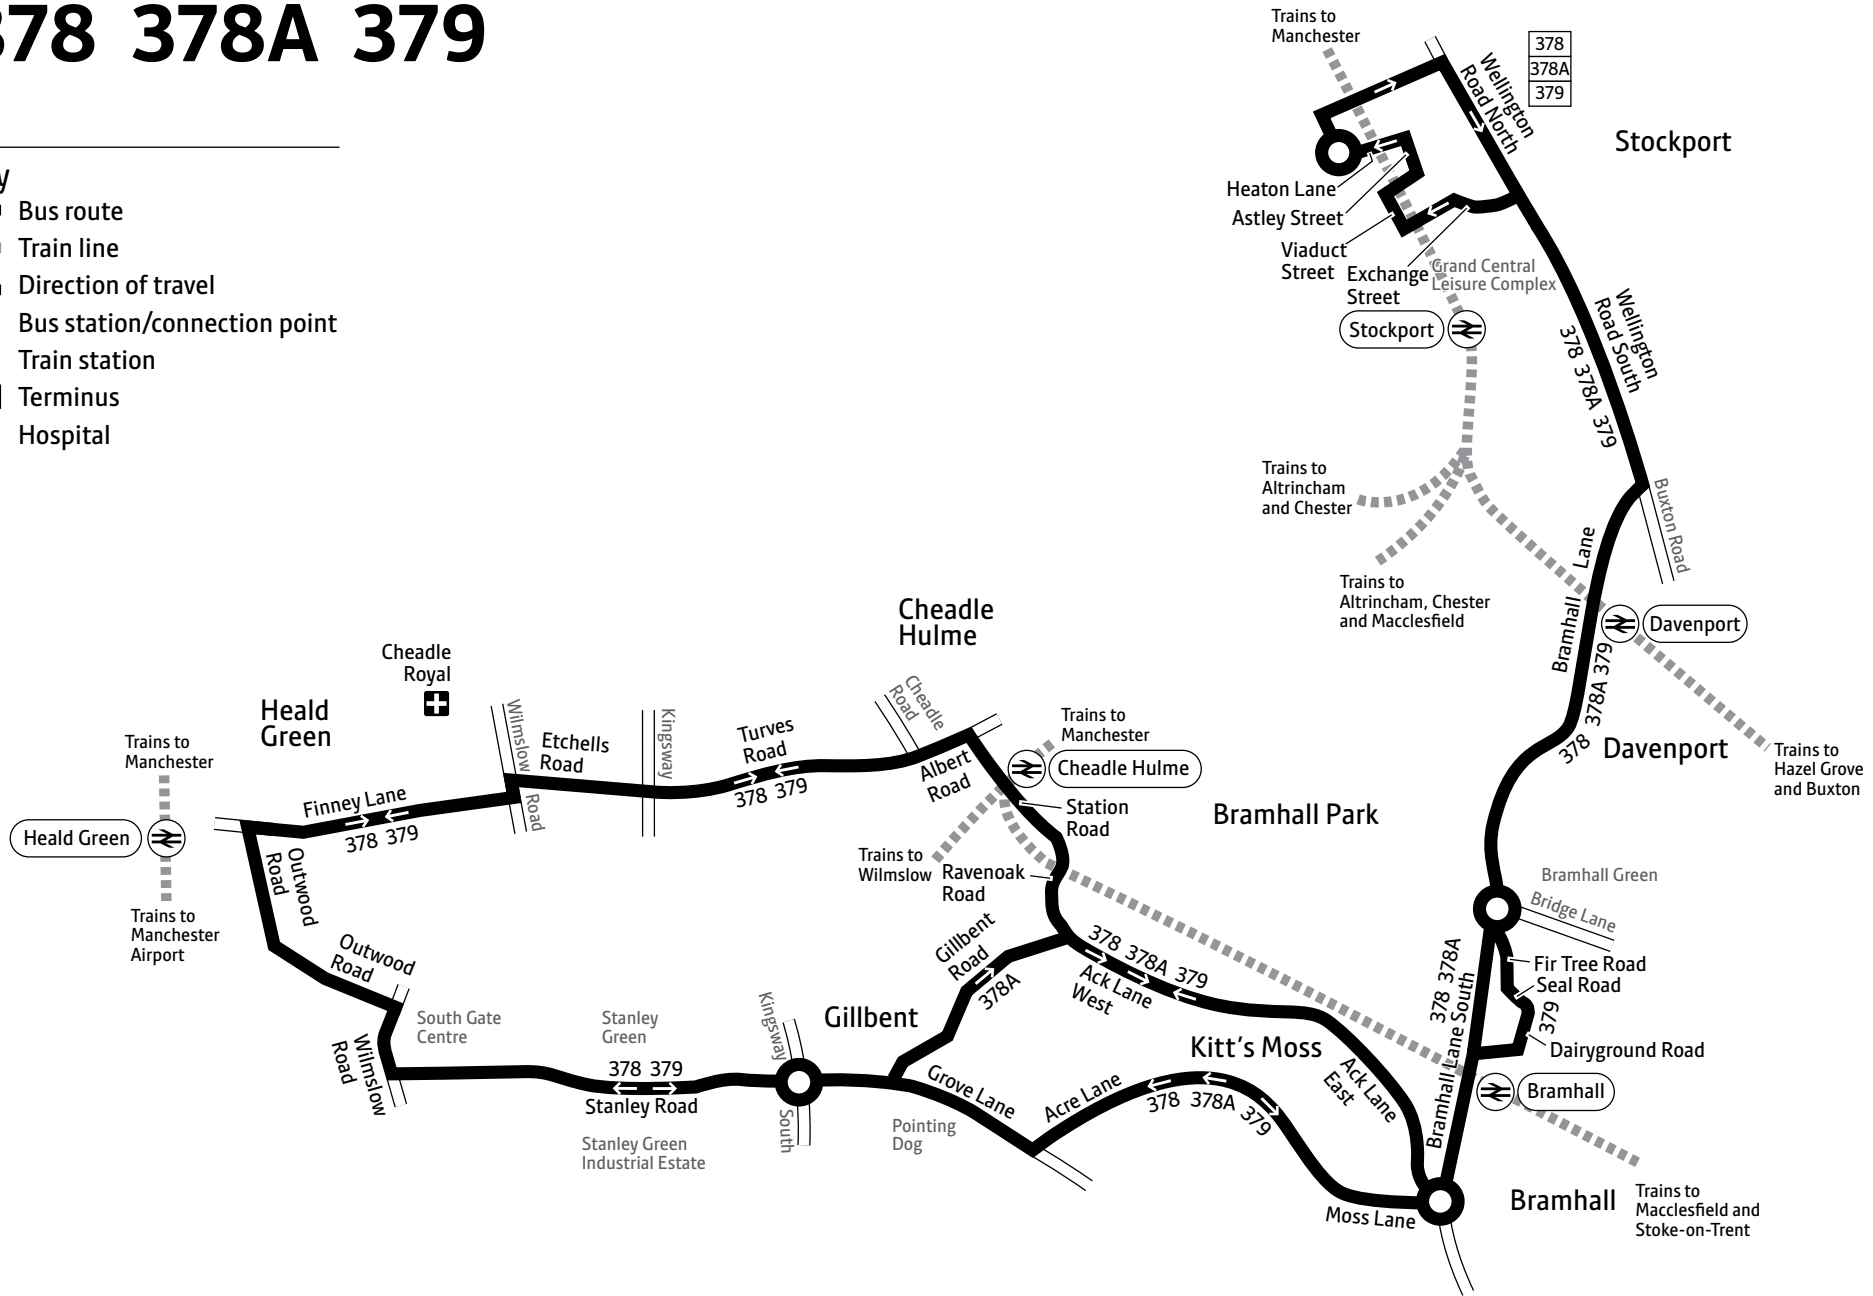 378 378A 379
y
Bus route
Train line
Direction of travel
Bus station/connection point
Train station
Terminus
Hospital
Trains to
Manchester
378
378A
379
Wellington
Road North
Stockport
Heaton Lane
Astley Street
Viaduct
Street
Exchange
Street
Grand Central
Leisure Complex
Stockport
Wellington
Road South
378 378A 379
Trains to
Altrincham
and Chester
Buxton Road
Trains to
Altrincham, Chester
and Macclesfield
Bramhall Lane
Davenport
378 378A 379
Davenport
Trains to
Hazel Grove
and Buxton
Cheadle
Hulme
Cheadle
Royal
Heald
Green
Trains to
Manchester
Wilmslow
Road
Etchells
Road
Kingsway
Turves
Road
378 379
Cheadle
Road
Albert
Road
Trains to
Manchester
Cheadle Hulme
Station
Road
Bramhall Park
Finney Lane
378 379
Heald Green
Outwood
Road
Trains to
Manchester
Airport
Trains to
Wilmslow
Ravenoak
Road
Bramhall Green
Bridge Lane
Outwood
Road
Gillbent
Road
378A
378 378A 379
Ack Lane
West
378 378A
Bramhall Lane South
Fir Tree Road
Seal Road
379
Dairyground Road
Wilmslow
Road
South Gate
Centre
Stanley
Green
378 379
Stanley Road
Stanley Green
Industrial Estate
Kingsway
South
Gillbent
Grove Lane
Pointing
Dog
Kitt's Moss
Acre Lane
378 378A 379
Ack Lane
East
Bramhall
Moss Lane
Bramhall
Trains to
Macclesfield and
Stoke-on-Trent